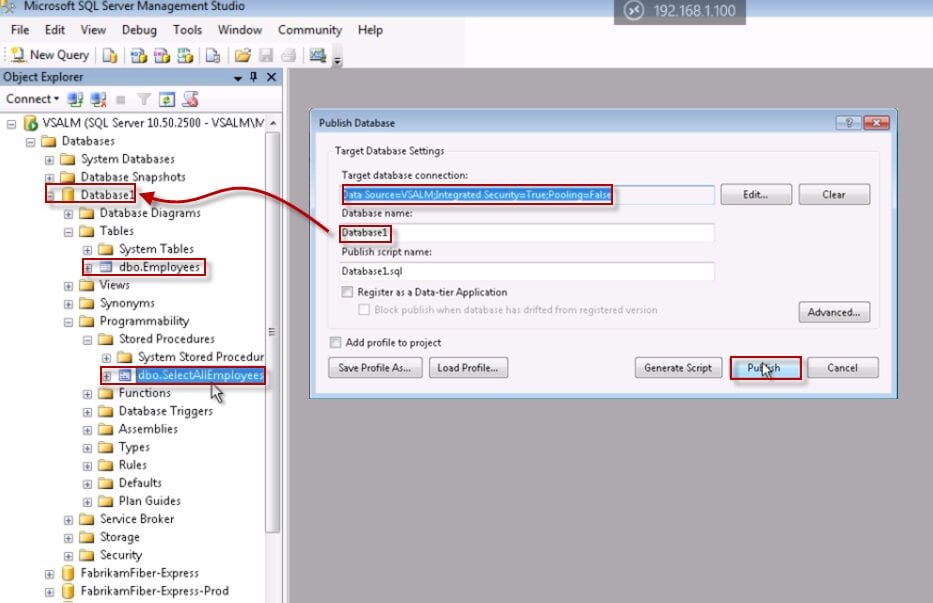 Microsoft SQL Server Management Studio
192.168.1.100
File Edit View Debug Tools Window Community Help
New Query
Object Explorer
Connect
VSALM (SQL Server 10.50.2500 - VSALM\M
Databases
System Databases
Database Snapshots
Database1
Database Diagrams
Tables
System Tables
dbo.Employees
Views
Synonyms
Programmability
Stored Procedures
System Stored Procedur
dbo.SelectAllEmployees
Functions
Database Triggers
Assemblies
Types
Rules
Defaults
Plan Guides
Service Broker
Storage
Security
FabrikamFiber-Express
FabrikamFiber-Express-Prod
Publish Database
Target Database Settings
Target database connection:
Data Source=VSALM;Integrated Security=True;Pooling=False
Edit... Clear
Database name:
Database1
Publish script name:
Database1.sql
Register as a Data-tier Application
Block publish when database has drifted from registered version
Advanced...
Add profile to project
Save Profile As... Load Profile... Generate Script Publish Cancel